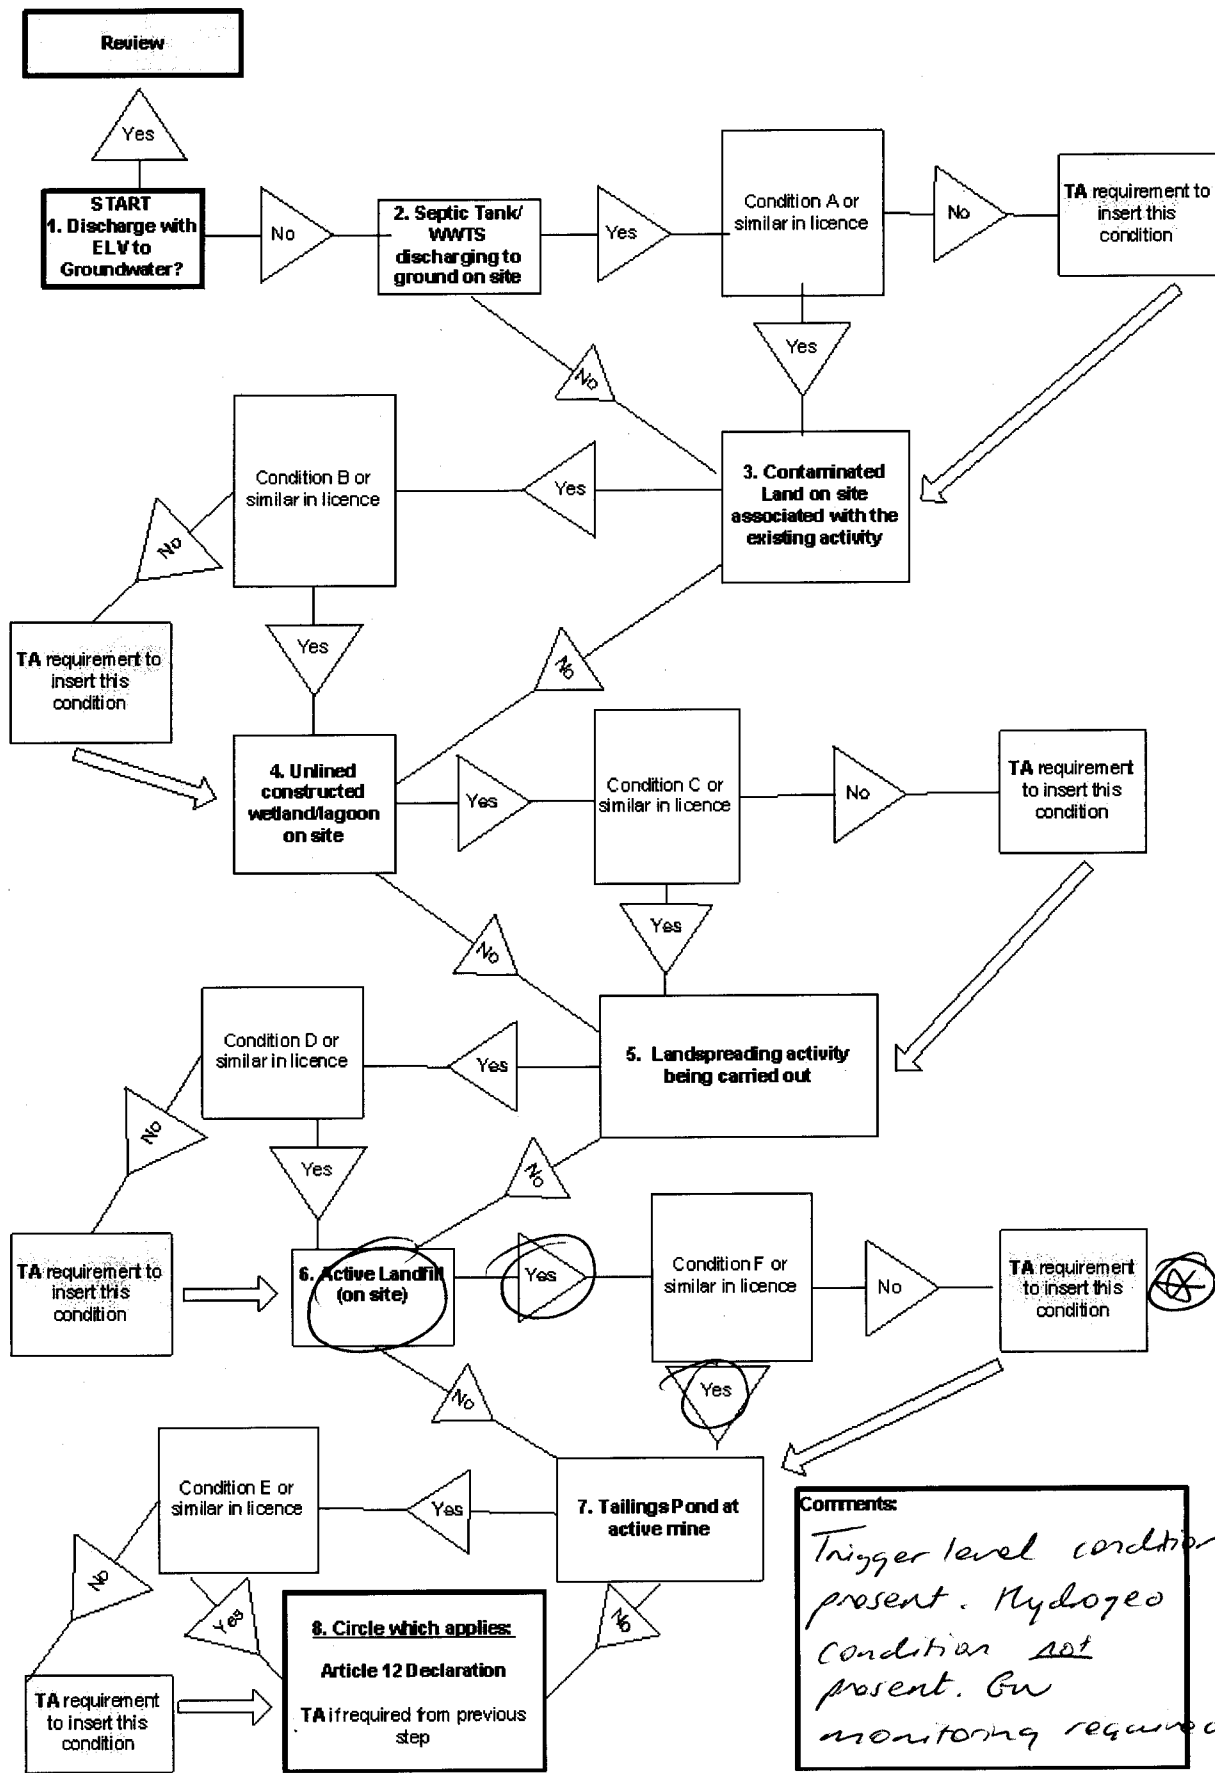 Review
Yes
START
1. Discharge with
ELV to
Groundwater?
No
2. Septic Tank/
WWTS
discharging to
ground on site
Yes
Condition A or
similar in licence
No
TA requirement to
insert this
condition
Yes
No
3. Contaminated
Land on site
associated with the
existing activity
Yes
Condition B or
similar in licence
No
TA requirement to
insert this
condition
Yes
No
4. Unlined
constructed
wetland/lagoon
on site
Yes
Condition C or
similar in licence
No
TA requirement
to insert this
condition
Yes
No
5. Landspreading activity
being carried out
Yes
Condition D or
similar in licence
No
TA requirement to
insert this
condition
Yes
No
6. Active Landfill
(on site)
Yes
Condition F or
similar in licence
No
TA requirement
to insert this
condition
Yes
No
7. Tailings Pond at
active mine
Yes
Condition E or
similar in licence
No
TA requirement
to insert this
condition
Yes
No
8. Circle which applies:
Article 12 Declaration
TA if required from previous
step
Comments:
Trigger level condition
present. Hydrogeo
condition not
present. GW
monitoring required